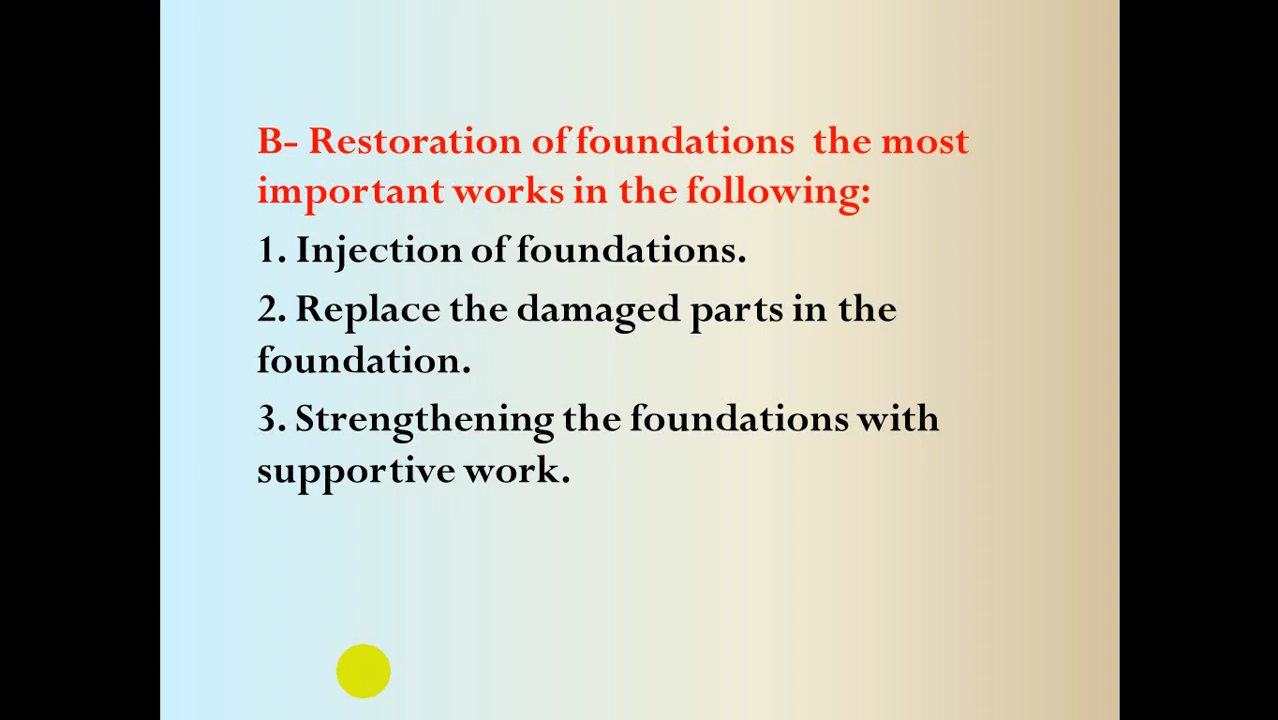 B- Restoration of foundations  the most
important works in the following:
1. Injection of foundations.
2. Replace the damaged parts in the
foundation.
3. Strengthening the foundations with
supportive work.